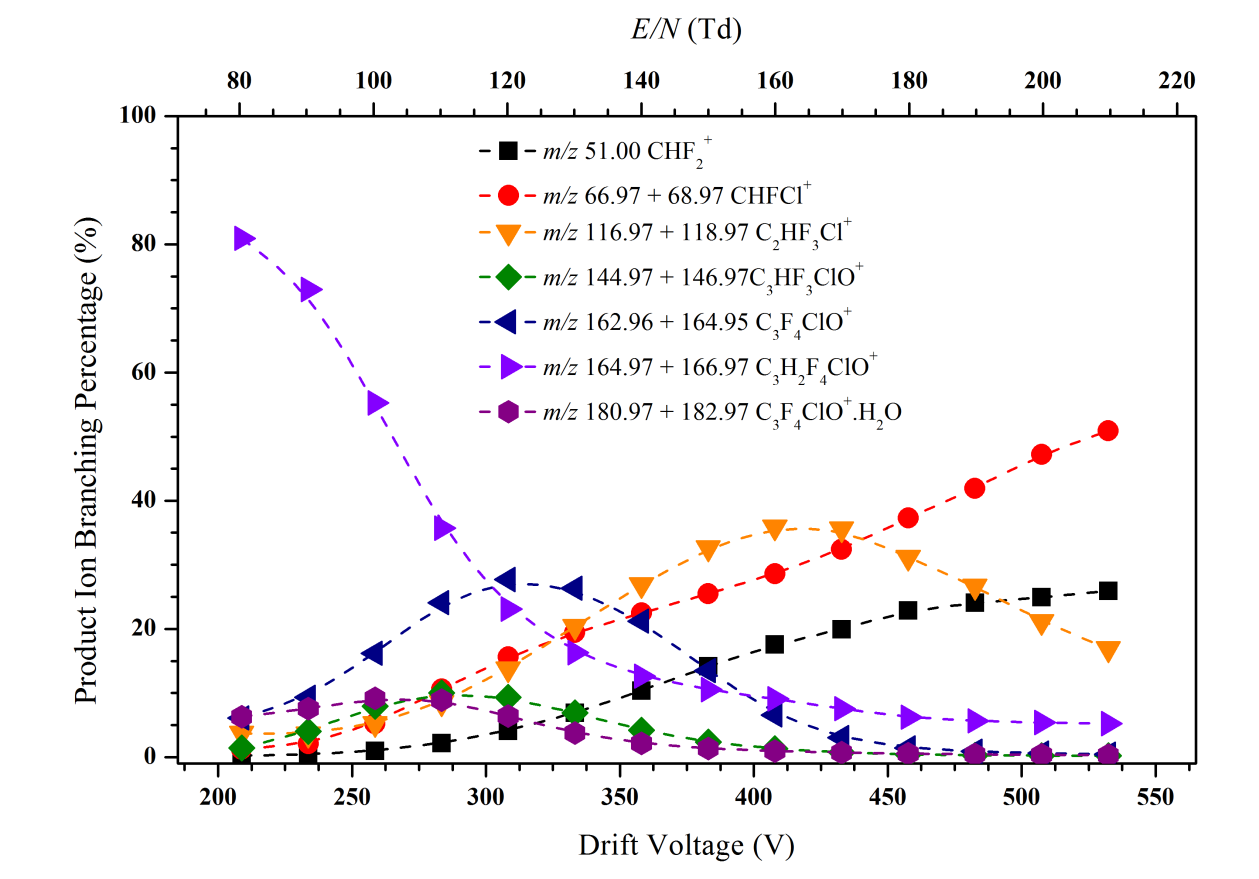 E/N (Td)
80 100 120 140 160 180 200 220
100
80
60
40
20
0
Product Ion Branching Percentage (%)
m/z 51.00 CHF₂⁺
m/z 66.97 + 68.97 CHFCl⁺
m/z 116.97 + 118.97 C₂HF₃Cl⁺
m/z 144.97 + 146.97C₃HF₃ClO⁺
m/z 162.96 + 164.95 C₃F₄ClO⁺
m/z 164.97 + 166.97 C₃H₂F₄ClO⁺
m/z 180.97 + 182.97 C₃F₄ClO⁺.H₂O
200 250 300 350 400 450 500 550
Drift Voltage (V)